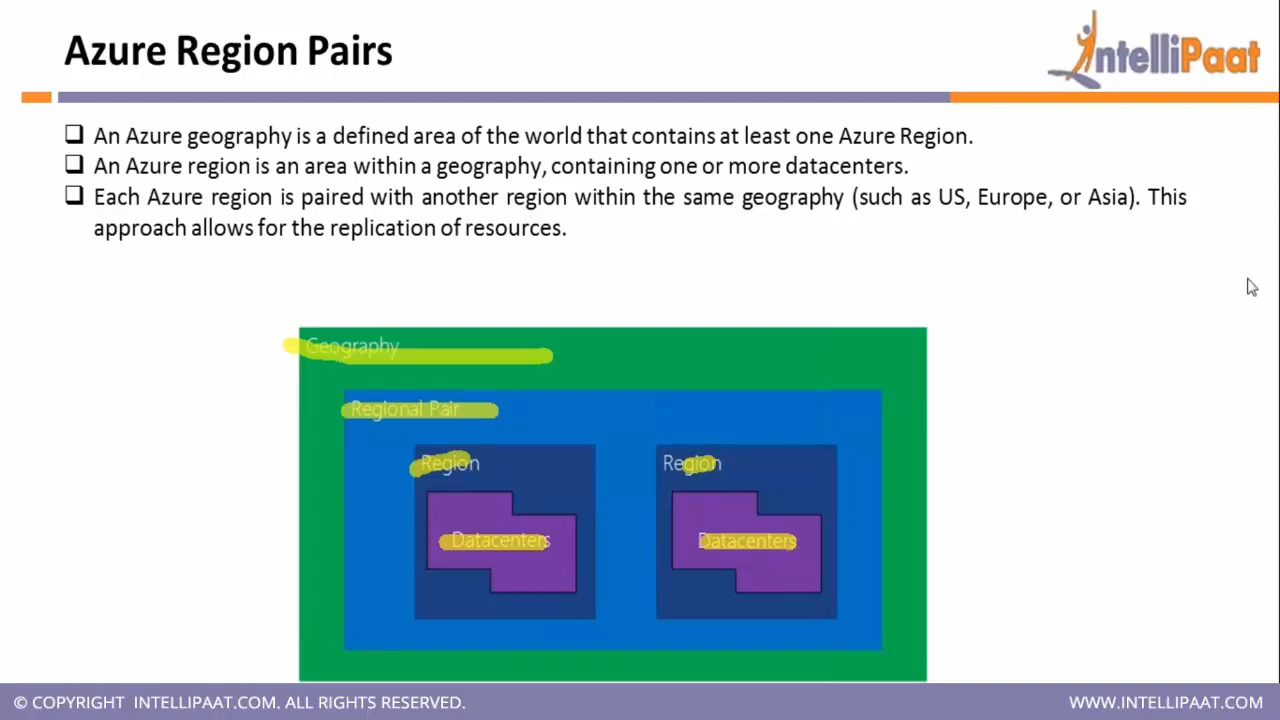 Azure Region Pairs
IntelliPaat
❑ An Azure geography is a defined area of the world that contains at least one Azure Region.
❑ An Azure region is an area within a geography, containing one or more datacenters.
❑ Each Azure region is paired with another region within the same geography (such as US, Europe, or Asia). This
approach allows for the replication of resources.
Geography
Regional Pair
Region
Region
Datacenters
Datacenters
© COPYRIGHT INTELLIPAAT.COM. ALL RIGHTS RESERVED.
WWW.INTELLIPAAT.COM